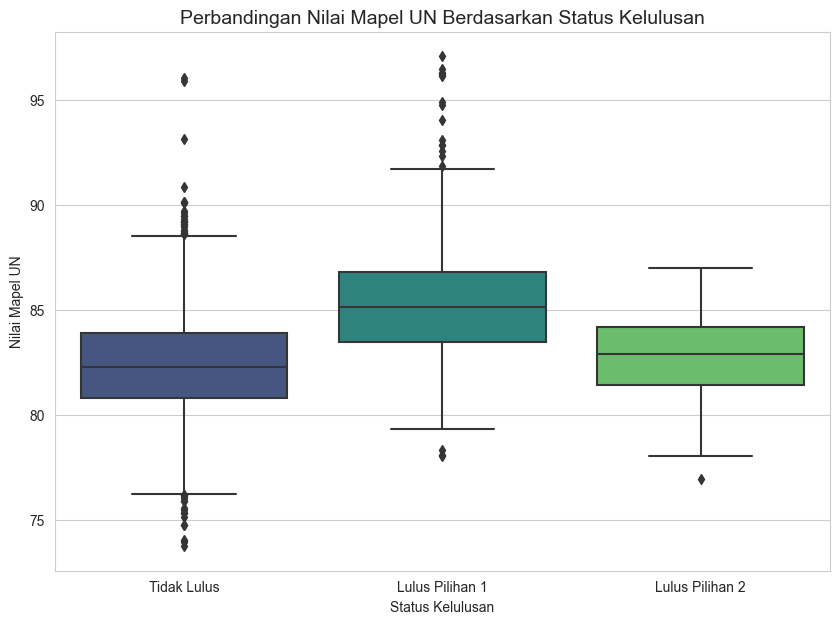 Perbandingan Nilai Mapel UN Berdasarkan Status Kelulusan
Nilai Mapel UN
95
90
85
80
75
Tidak Lulus
Lulus Pilihan 1
Lulus Pilihan 2
Status Kelulusan